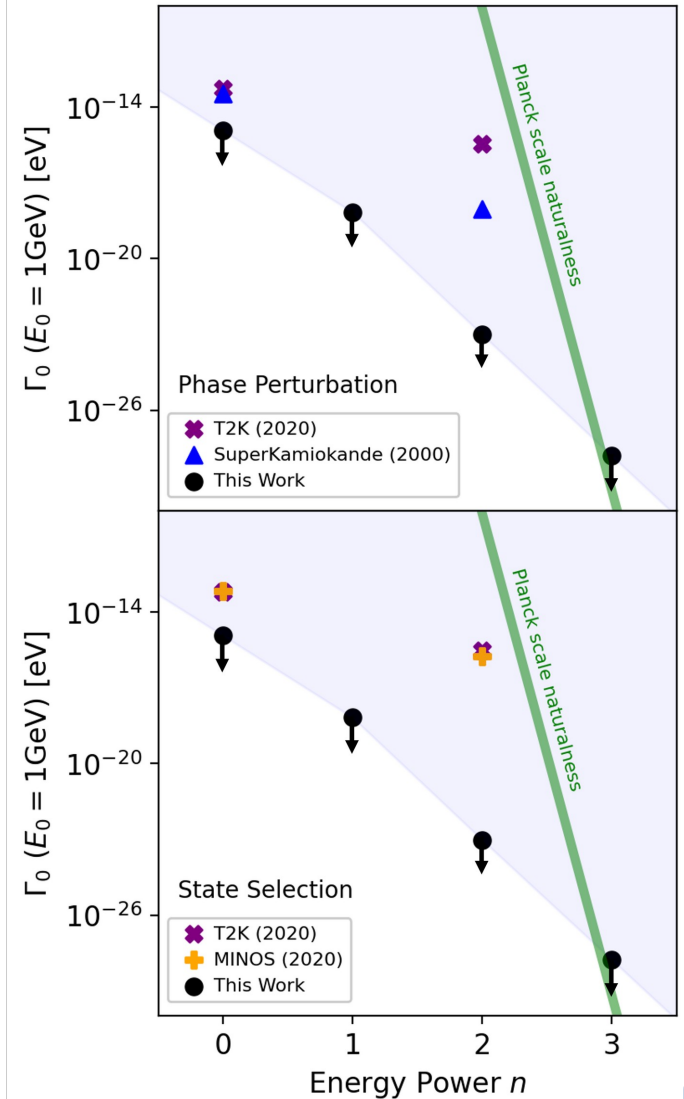 10⁻¹⁴
10⁻²⁰
10⁻²⁶
Γ₀ (E₀ = 1GeV) [eV]
Planck scale naturalness
Phase Perturbation
T2K (2020)
SuperKamiokande (2000)
This Work
10⁻¹⁴
10⁻²⁰
10⁻²⁶
Γ₀ (E₀ = 1GeV) [eV]
Planck scale naturalness
State Selection
T2K (2020)
MINOS (2020)
This Work
0 1 2 3
Energy Power n